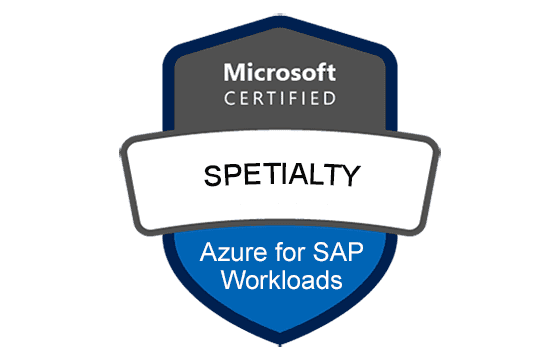 Microsoft
CERTIFIED
SPETIALTY
Azure for SAP
Workloads